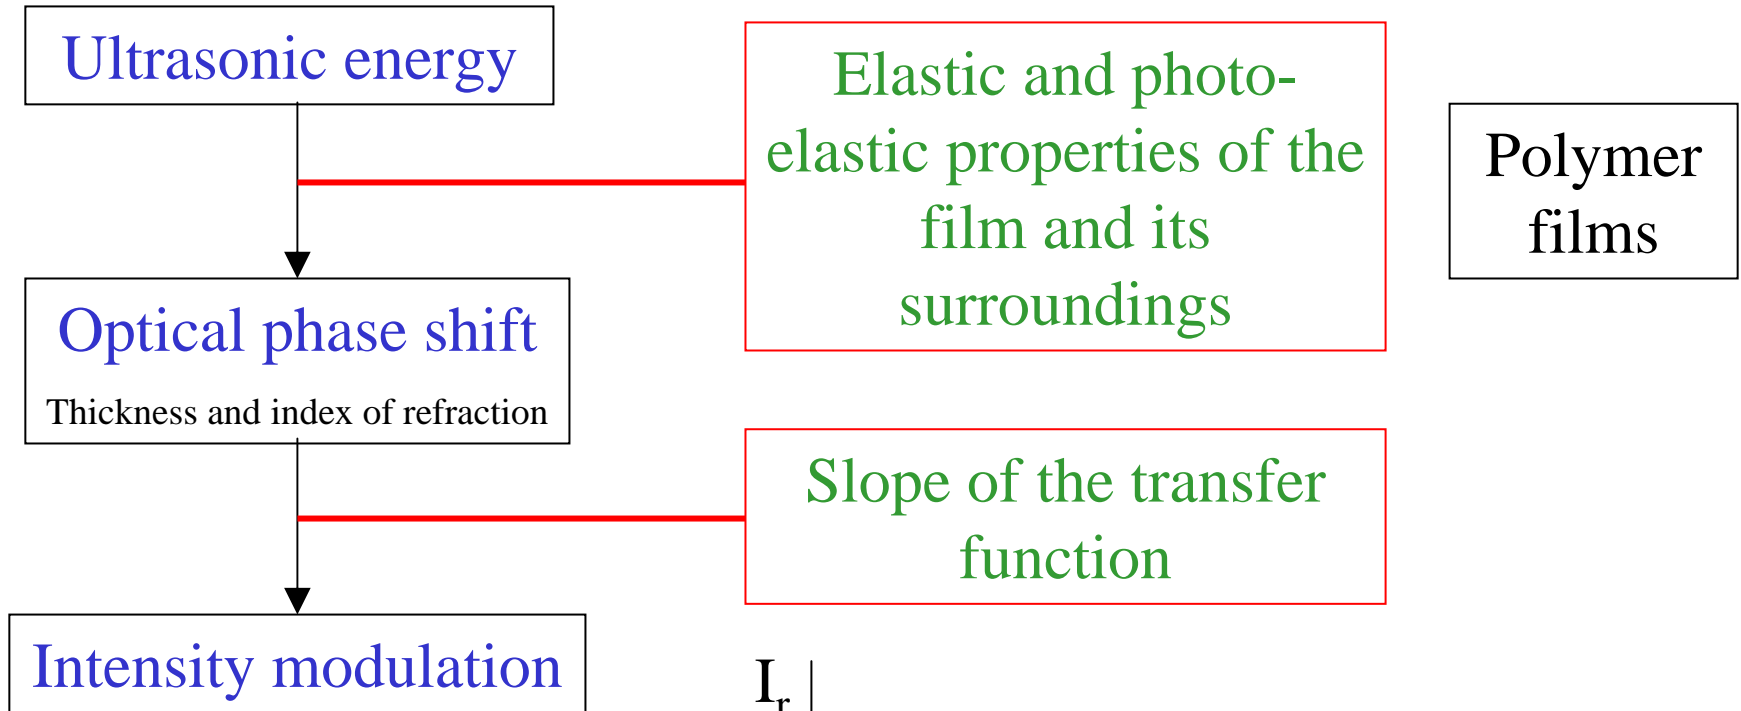 Ultrasonic energy
Elastic and photo-
elastic properties of the
film and its
surroundings
Polymer
films
Optical phase shift
Thickness and index of refraction
Slope of the transfer
function
Intensity modulation
Ir